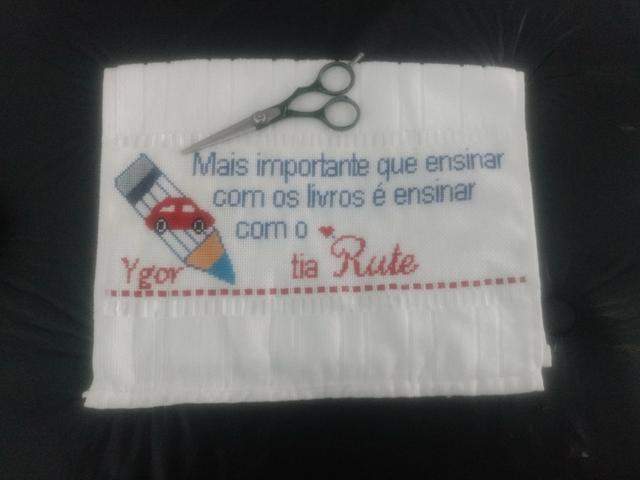 Mais importante que ensinar
com os livros é ensinar
com o
Ygor
tia Rute